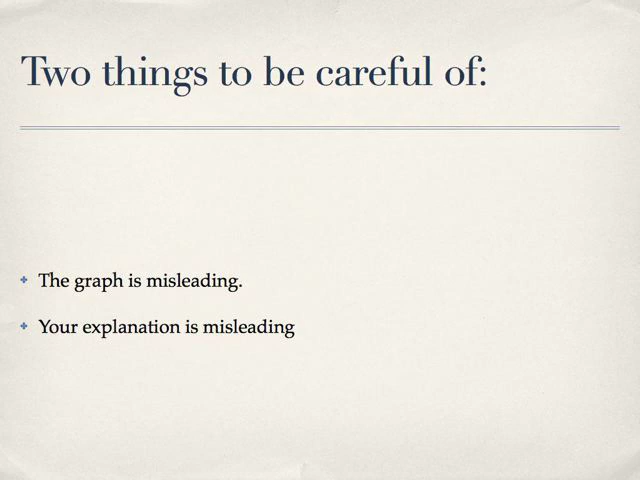 Two things to be careful of:
The graph is misleading.
Your explanation is misleading